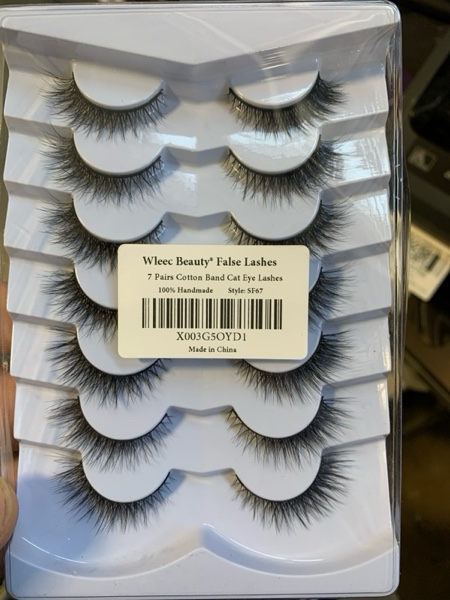 Wleec Beauty® False Lashes
7 Pairs Cotton Band Cat Eye Lashes
100% Handmade Style: SF67
X003G5OYD1
Made in China